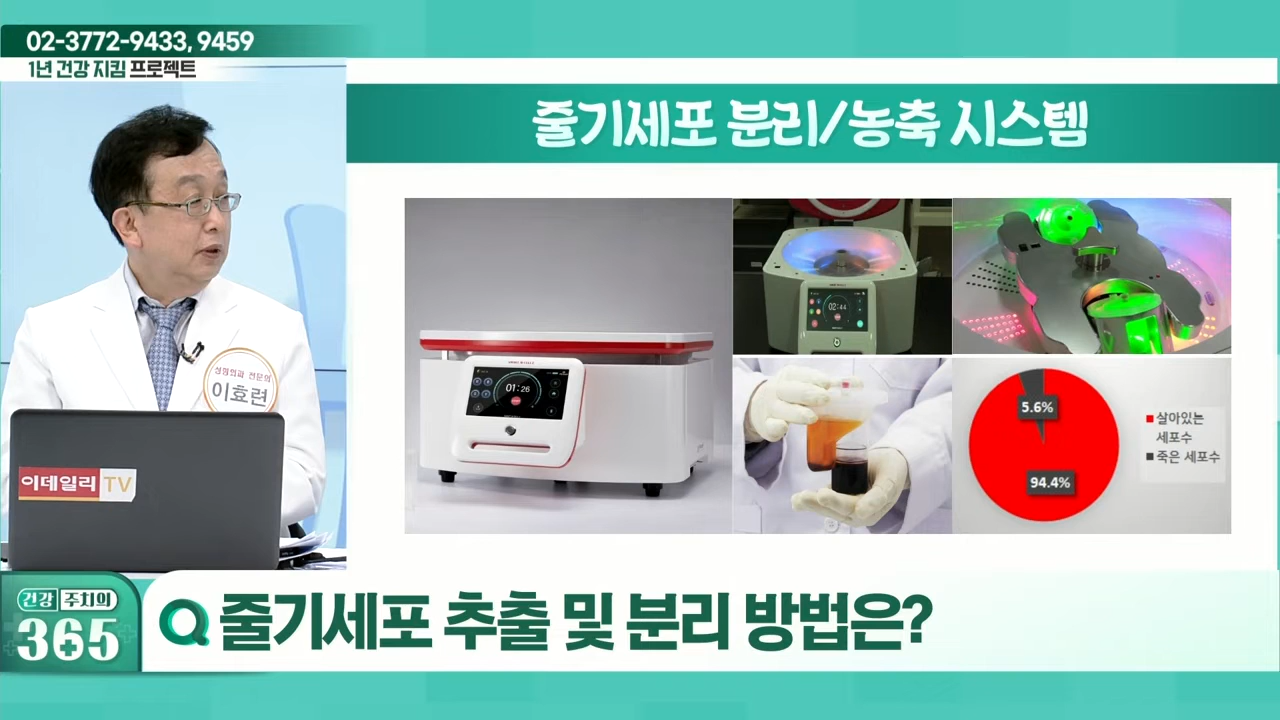 02-3772-9433, 9459
1년 건강 지킴 프로젝트
줄기세포 분리/농축 시스템
성형외과 전문의
이효련
이데일리 TV
01:26
02:44
5.6%
94.4%
살아있는
세포수
죽은 세포수
건강 주치의
365
Q 줄기세포 추출 및 분리 방법은?